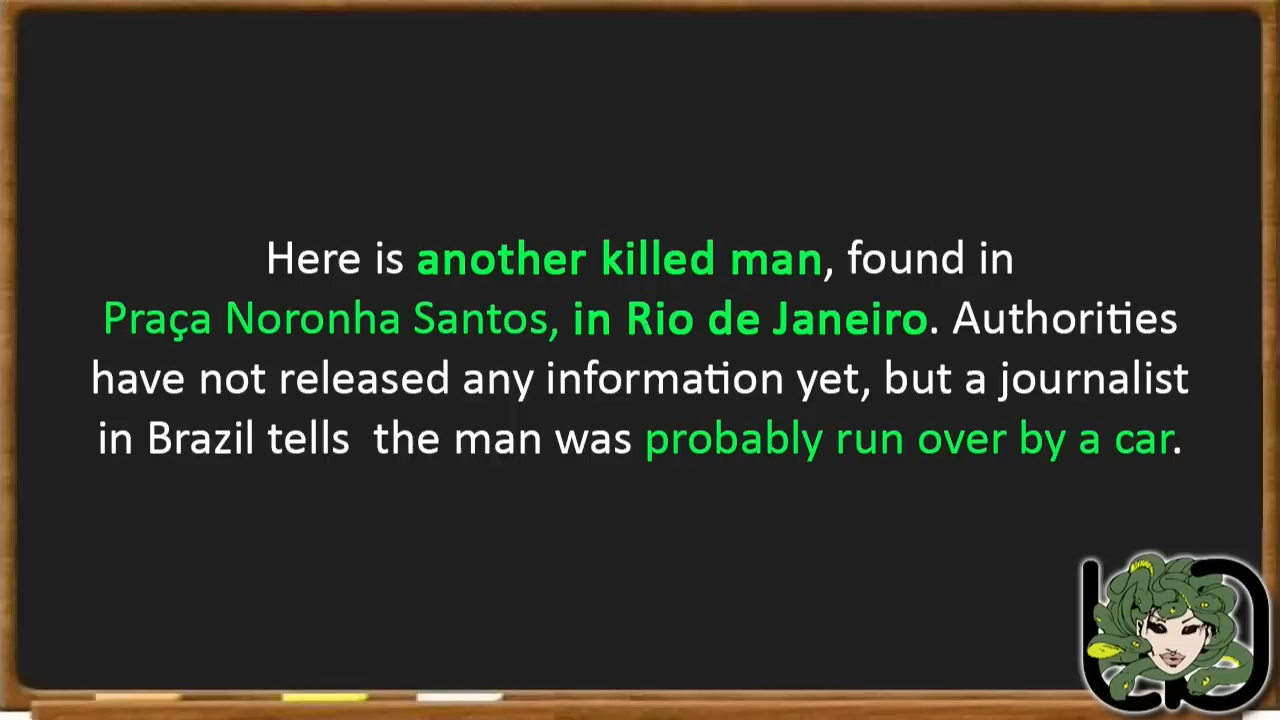 Here is another killed man, found in
Praça Noronha Santos, in Rio de Janeiro. Authorities
have not released any information yet, but a journalist
in Brazil tells  the man was probably run over by a car.